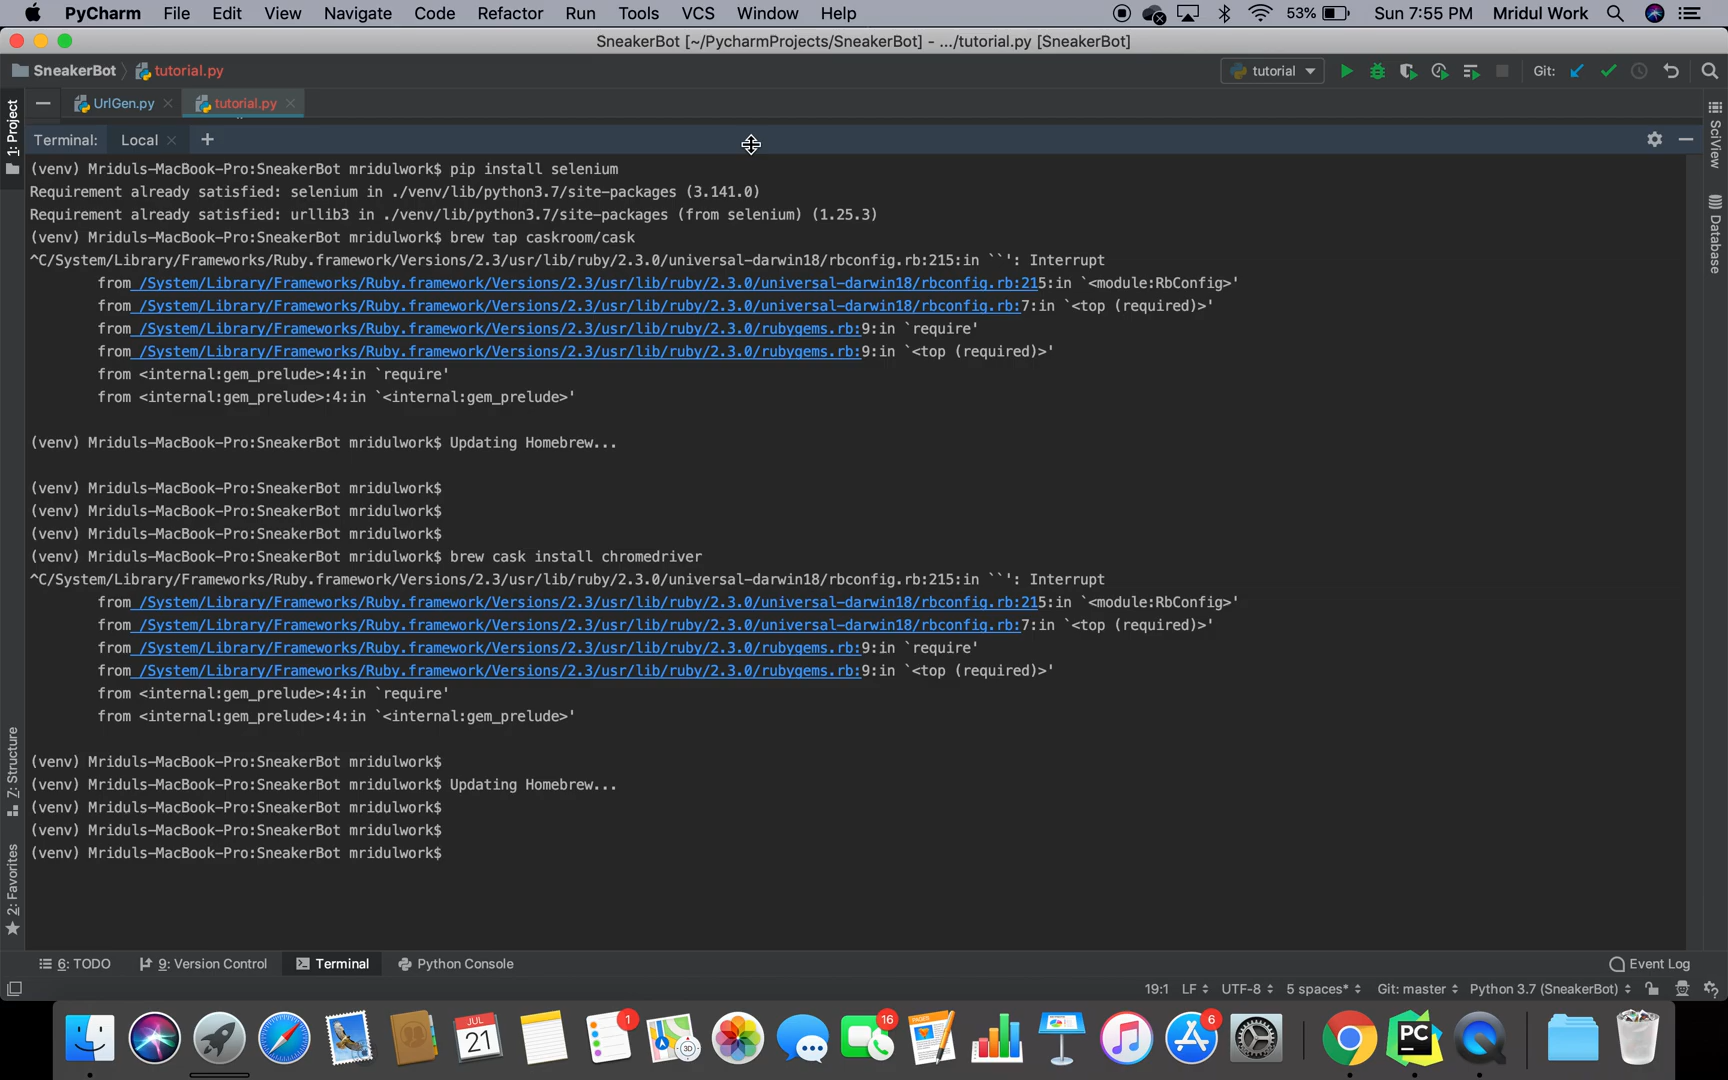 PyCharm File Edit View Navigate Code Refactor Run Tools VCS Window Help 53% Sun 7:55 PM Mridul Work
SneakerBot [~/PycharmProjects/SneakerBot] - .../tutorial.py [SneakerBot]
SneakerBot tutorial.py tutorial Git:
UrlGen.py tutorial.py
Terminal: Local +
(venv) Mriduls-MacBook-Pro:SneakerBot mridulwork$ pip install selenium
Requirement already satisfied: selenium in ./venv/lib/python3.7/site-packages (3.141.0)
Requirement already satisfied: urllib3 in ./venv/lib/python3.7/site-packages (from selenium) (1.25.3)
(venv) Mriduls-MacBook-Pro:SneakerBot mridulwork$ brew tap caskroom/cask
^C/System/Library/Frameworks/Ruby.framework/Versions/2.3/usr/lib/ruby/2.3.0/universal-darwin18/rbconfig.rb:215:in ``': Interrupt
from /System/Library/Frameworks/Ruby.framework/Versions/2.3/usr/lib/ruby/2.3.0/universal-darwin18/rbconfig.rb:215:in `<module:RbConfig>'
from /System/Library/Frameworks/Ruby.framework/Versions/2.3/usr/lib/ruby/2.3.0/universal-darwin18/rbconfig.rb:7:in `<top (required)>'
from /System/Library/Frameworks/Ruby.framework/Versions/2.3/usr/lib/ruby/2.3.0/rubygems.rb:9:in `require'
from /System/Library/Frameworks/Ruby.framework/Versions/2.3/usr/lib/ruby/2.3.0/rubygems.rb:9:in `<top (required)>'
from <internal:gem_prelude>:4:in `require'
from <internal:gem_prelude>:4:in `<internal:gem_prelude>'
(venv) Mriduls-MacBook-Pro:SneakerBot mridulwork$ Updating Homebrew...
(venv) Mriduls-MacBook-Pro:SneakerBot mridulwork$
(venv) Mriduls-MacBook-Pro:SneakerBot mridulwork$
(venv) Mriduls-MacBook-Pro:SneakerBot mridulwork$
(venv) Mriduls-MacBook-Pro:SneakerBot mridulwork$ brew cask install chromedriver
^C/System/Library/Frameworks/Ruby.framework/Versions/2.3/usr/lib/ruby/2.3.0/universal-darwin18/rbconfig.rb:215:in ``': Interrupt
from /System/Library/Frameworks/Ruby.framework/Versions/2.3/usr/lib/ruby/2.3.0/universal-darwin18/rbconfig.rb:215:in `<module:RbConfig>'
from /System/Library/Frameworks/Ruby.framework/Versions/2.3/usr/lib/ruby/2.3.0/universal-darwin18/rbconfig.rb:7:in `<top (required)>'
from /System/Library/Frameworks/Ruby.framework/Versions/2.3/usr/lib/ruby/2.3.0/rubygems.rb:9:in `require'
from /System/Library/Frameworks/Ruby.framework/Versions/2.3/usr/lib/ruby/2.3.0/rubygems.rb:9:in `<top (required)>'
from <internal:gem_prelude>:4:in `require'
from <internal:gem_prelude>:4:in `<internal:gem_prelude>'
(venv) Mriduls-MacBook-Pro:SneakerBot mridulwork$
(venv) Mriduls-MacBook-Pro:SneakerBot mridulwork$ Updating Homebrew...
(venv) Mriduls-MacBook-Pro:SneakerBot mridulwork$
(venv) Mriduls-MacBook-Pro:SneakerBot mridulwork$
(venv) Mriduls-MacBook-Pro:SneakerBot mridulwork$
1: Project
Z: Structure
2: Favorites
SciView
Database
6: TODO 9: Version Control Terminal Python Console Event Log
19:1 LF UTF-8 5 spaces* Git: master Python 3.7 (SneakerBot)
JUL
21
1
3D
16
PAGES
6
PC